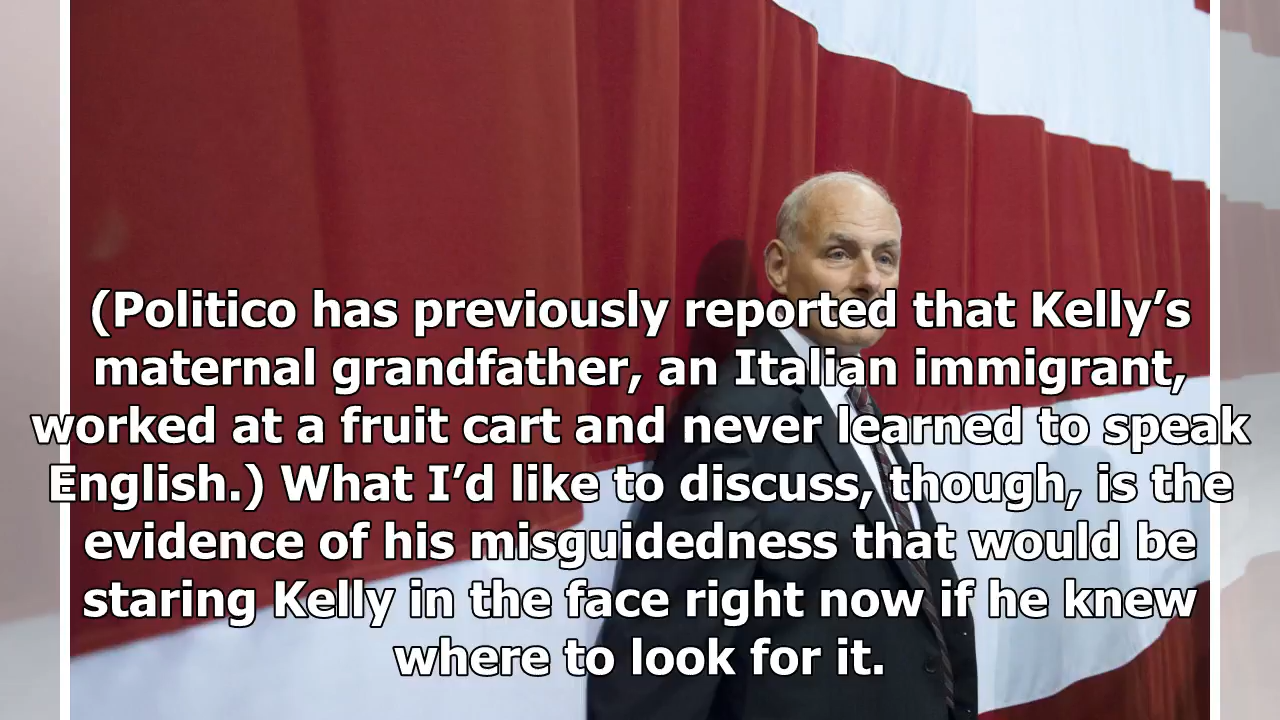 (Politico has previously reported that Kelly’s
maternal grandfather, an Italian immigrant,
worked at a fruit cart and never learned to speak
English.) What I’d like to discuss, though, is the
evidence of his misguidedness that would be
staring Kelly in the face right now if he knew
where to look for it.